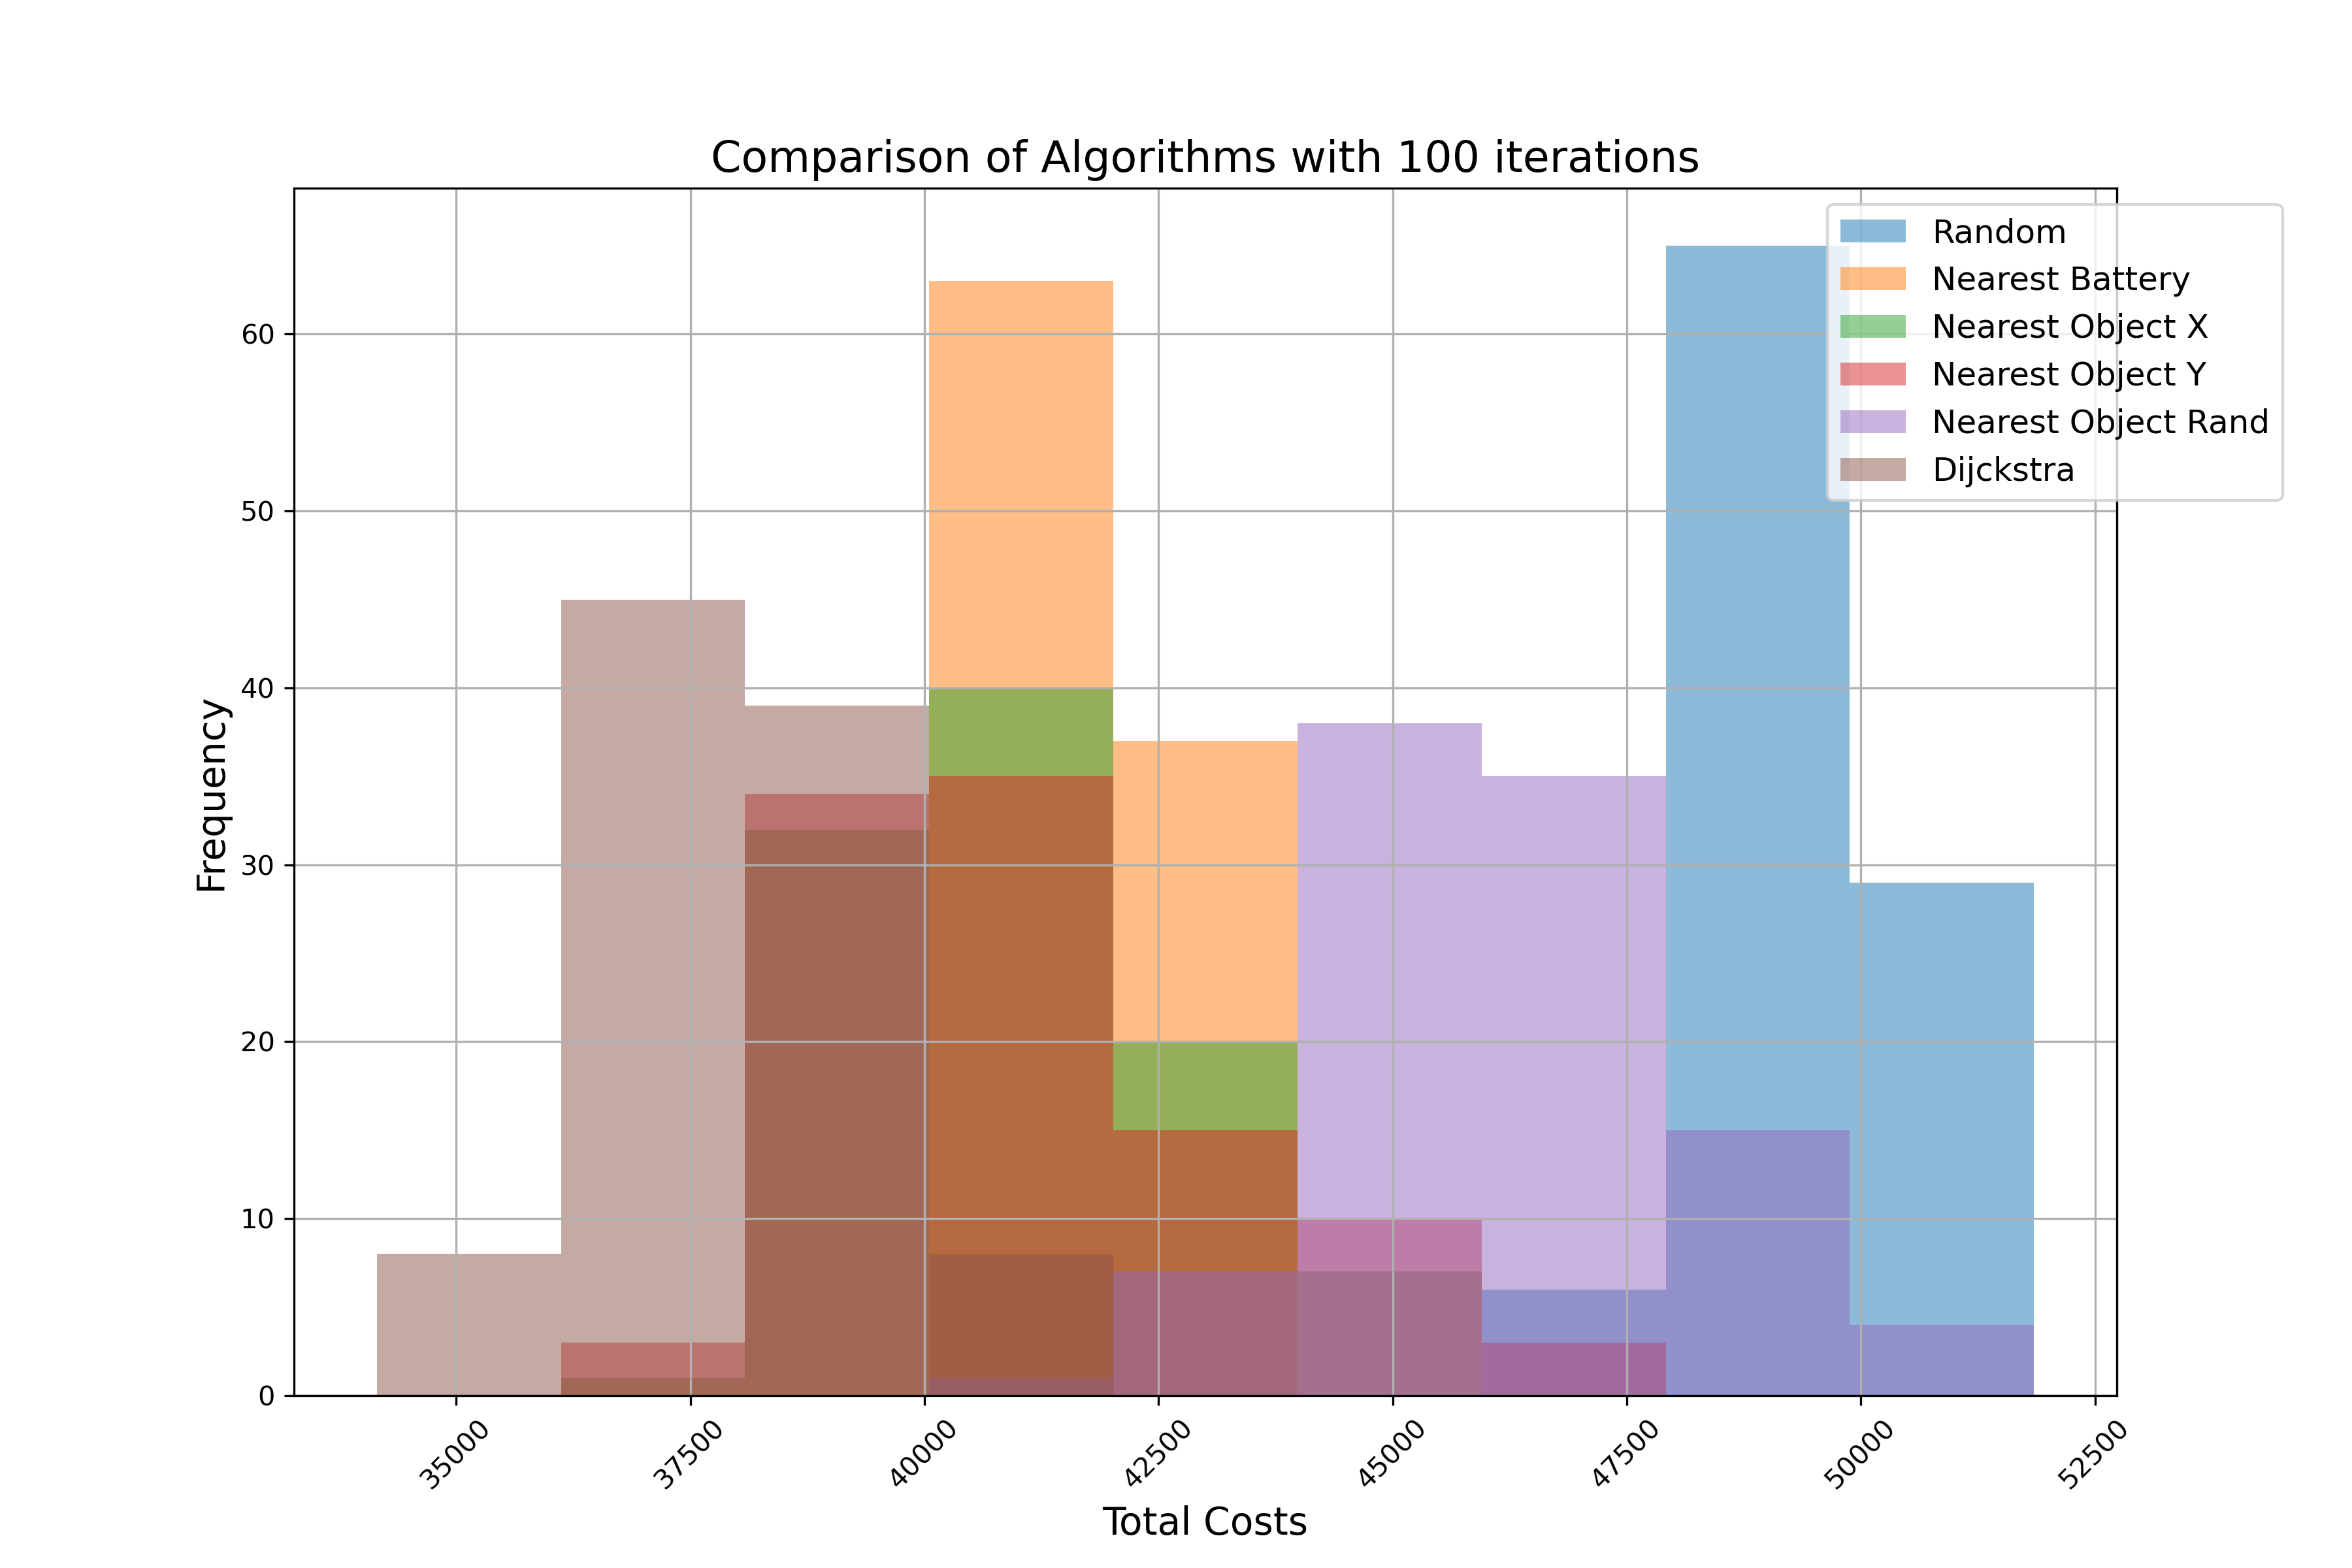 Comparison of Algorithms with 100 iterations
Random
Nearest Battery
Nearest Object X
Nearest Object Y
Nearest Object Rand
Dijckstra
Frequency
60
50
40
30
20
10
0
35000
37500
40000
42500
45000
47500
50000
52500
Total Costs